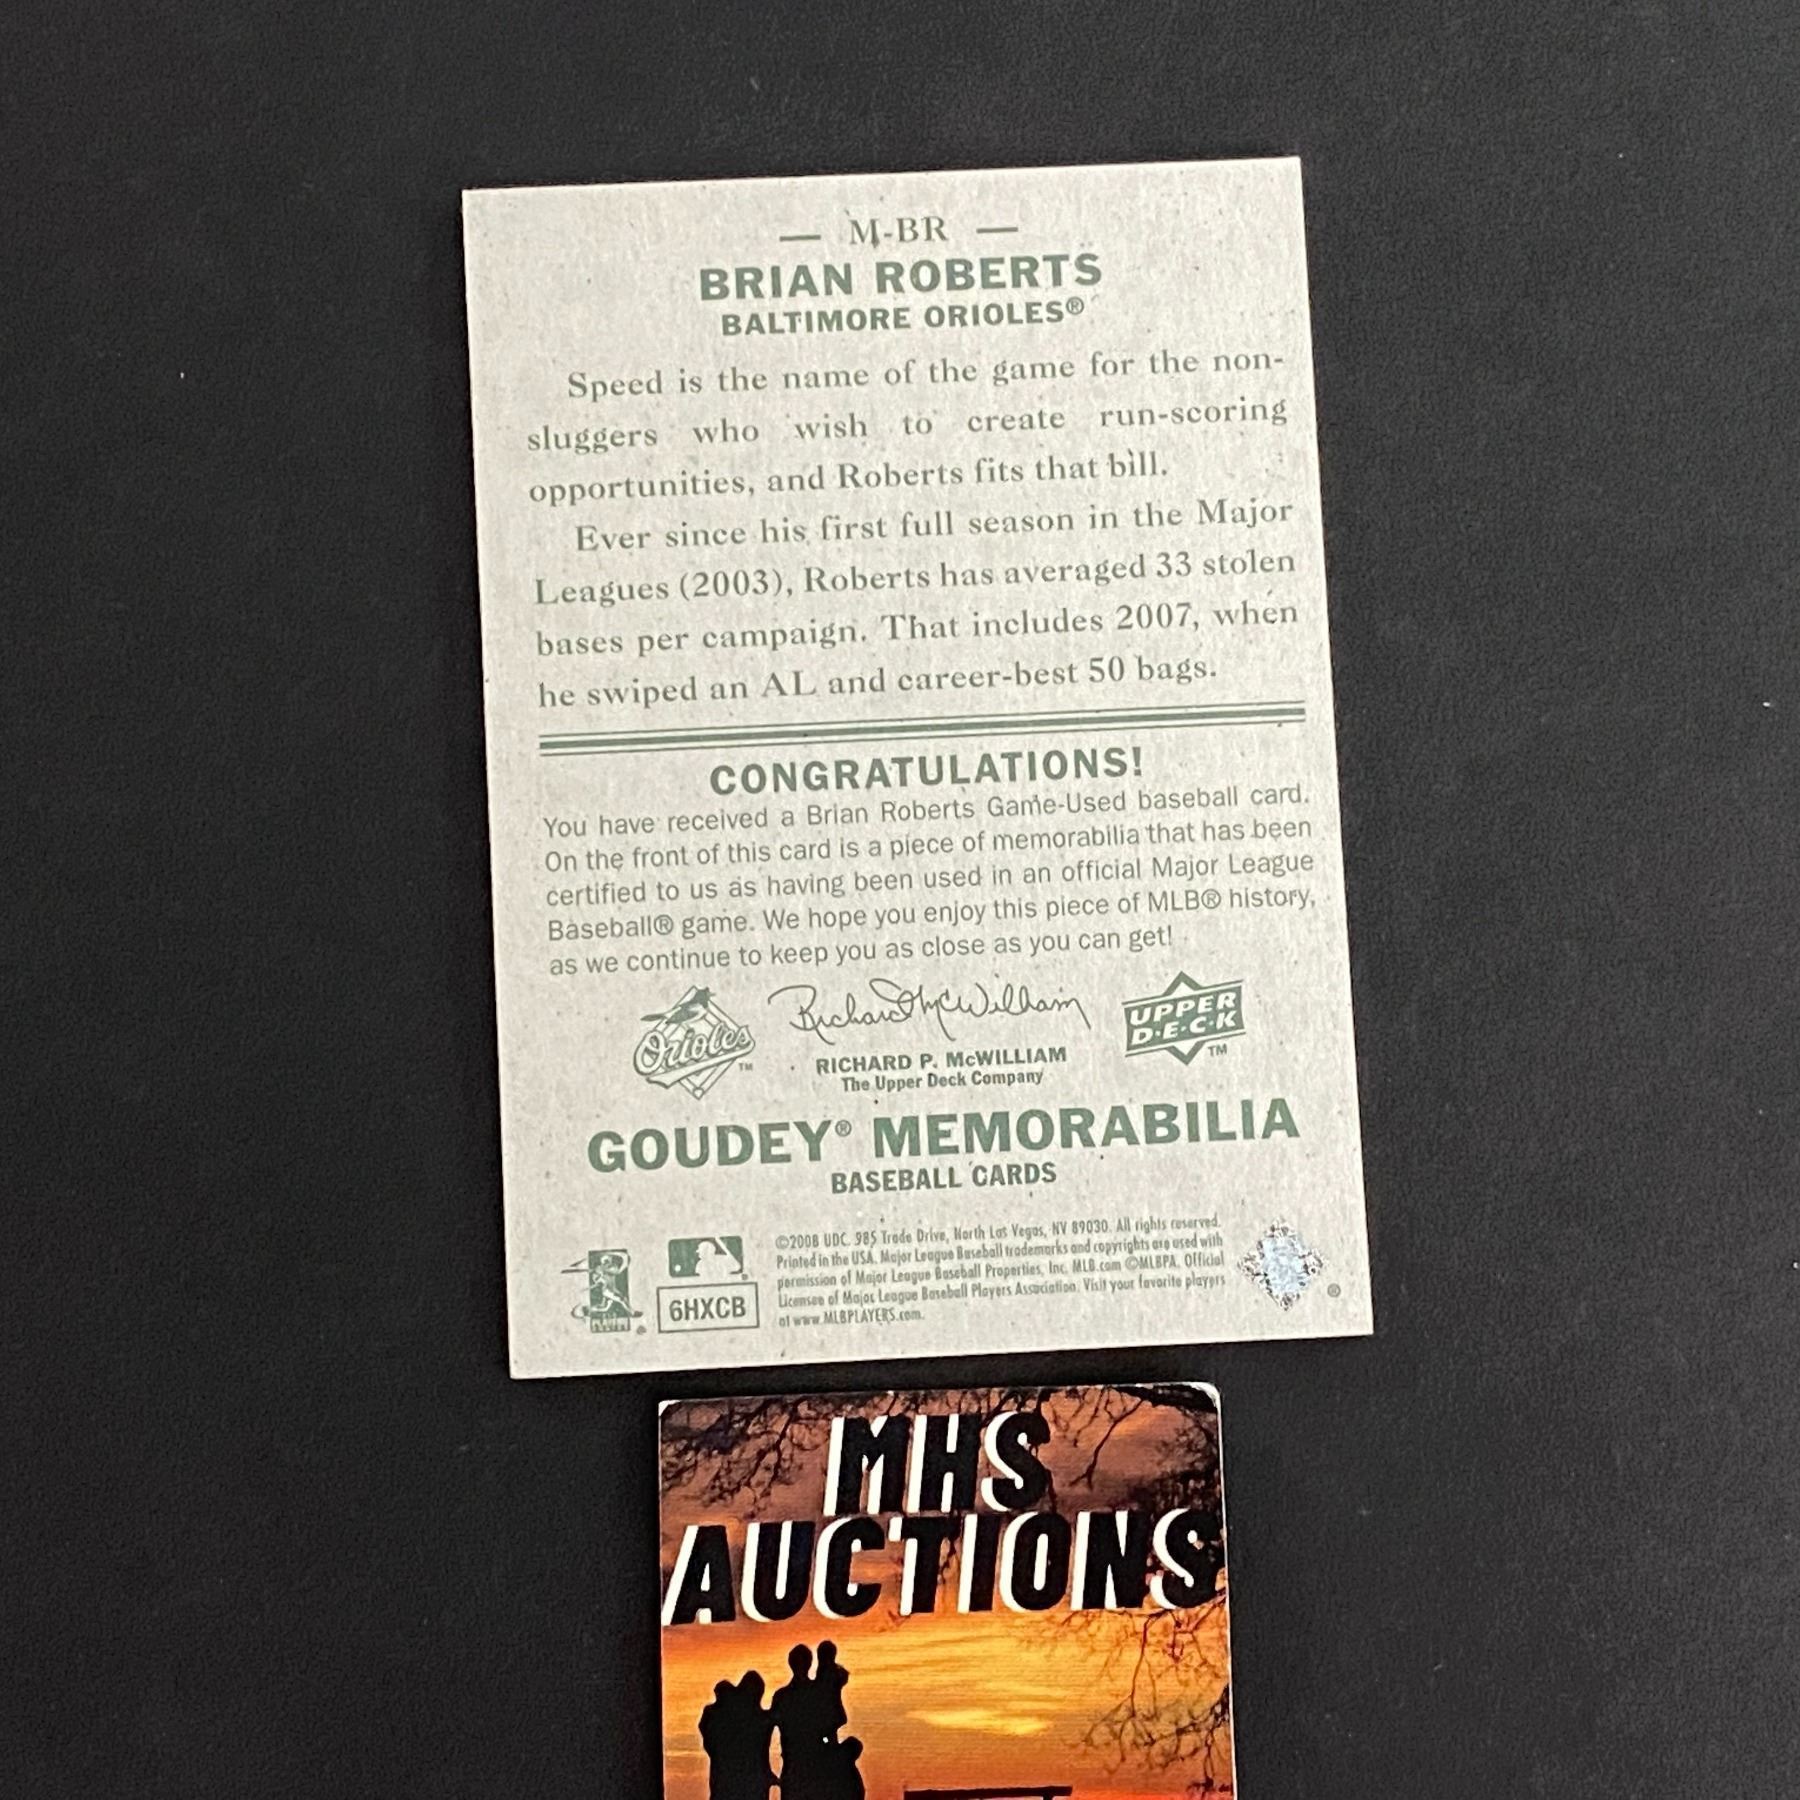 — M-BR —
BRIAN ROBERTS
BALTIMORE ORIOLES®
Speed is the name of the game for the non-
sluggers who wish to create run-scoring
opportunities, and Roberts fits that bill.
Ever since his first full season in the Major
Leagues (2003), Roberts has averaged 33 stolen
bases per campaign. That includes 2007, when
he swiped an AL and career-best 50 bags.
CONGRATULATIONS!
You have received a Brian Roberts Game-Used baseball card.
On the front of this card is a piece of memorabilia that has been
certified to us as having been used in an official Major League
Baseball® game. We hope you enjoy this piece of MLB® history,
as we continue to keep you as close as you can get!
Orioles™
Richard McWilliam
UPPER
D·E·C·K™
RICHARD P. McWILLIAM
The Upper Deck Company
GOUDEY® MEMORABILIA
BASEBALL CARDS
6HXCB
©2008 UDC. 985 Trade Drive, North Las Vegas, NV 89030. All rights reserved.
Printed in the USA. Major League Baseball trademarks and copyrights are used with
permission of Major League Baseball Properties, Inc. MLB.com ©MLBPA. Official
Licensee of Major League Baseball Players Association. Visit your favorite players
at www.MLBPLAYERS.com.
®
MHS
AUCTIONS